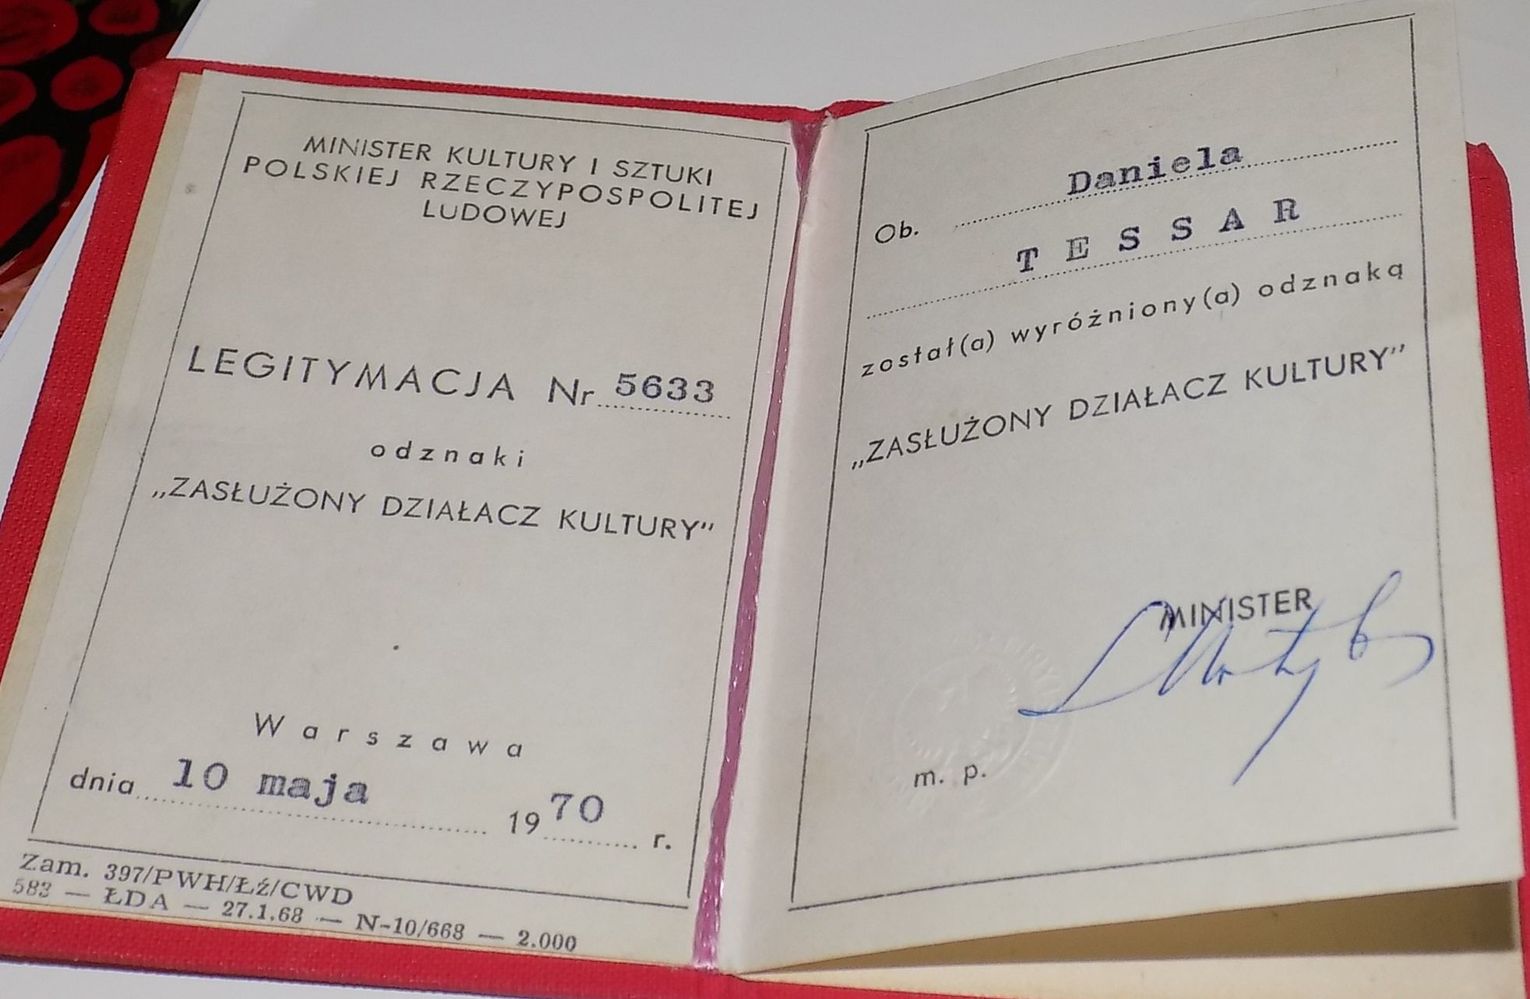 MINISTER KULTURY I SZTUKI
POLSKIEJ RZECZYPOSPOLITEJ
LUDOWEJ
LEGITYMACJA Nr 5633
odznaki
„ZASŁUŻONY DZIAŁACZ KULTURY”
Warszawa
dnia 10 maja 1970 r.
Zam. 397/PWH/Łź/CWD
583 — ŁDA — 27.1.68 — N-10/668 — 2.000
Ob. Daniela
TESSAR
został(a) wyróżniony(a) odznaką
„ZASŁUŻONY DZIAŁACZ KULTURY”
MINISTER
m. p.